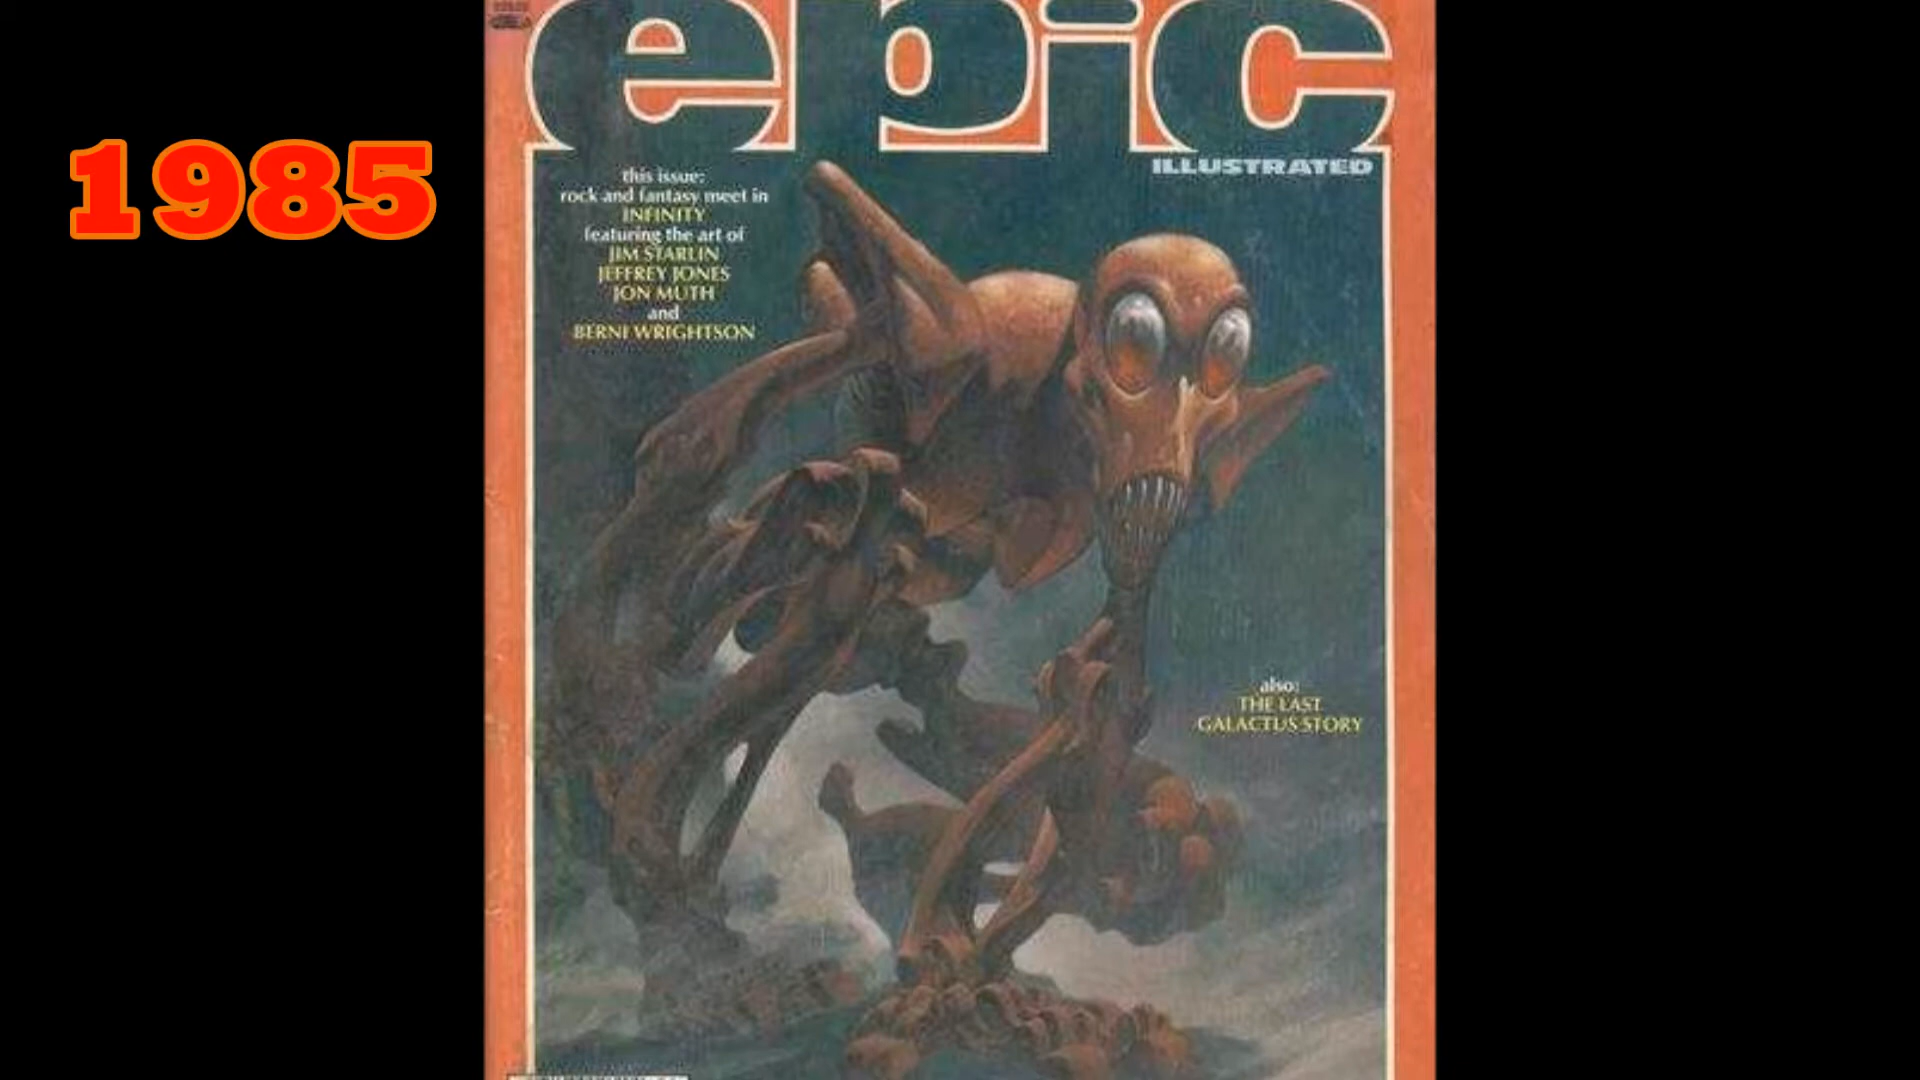 epic
ILLUSTRATED
1985
this issue:
rock and fantasy meet in
INFINITY
featuring the art of
JIM STARLIN
JEFFREY JONES
JON MUTH
and
BERNI WRIGHTSON
also:
THE LAST
GALACTUS STORY